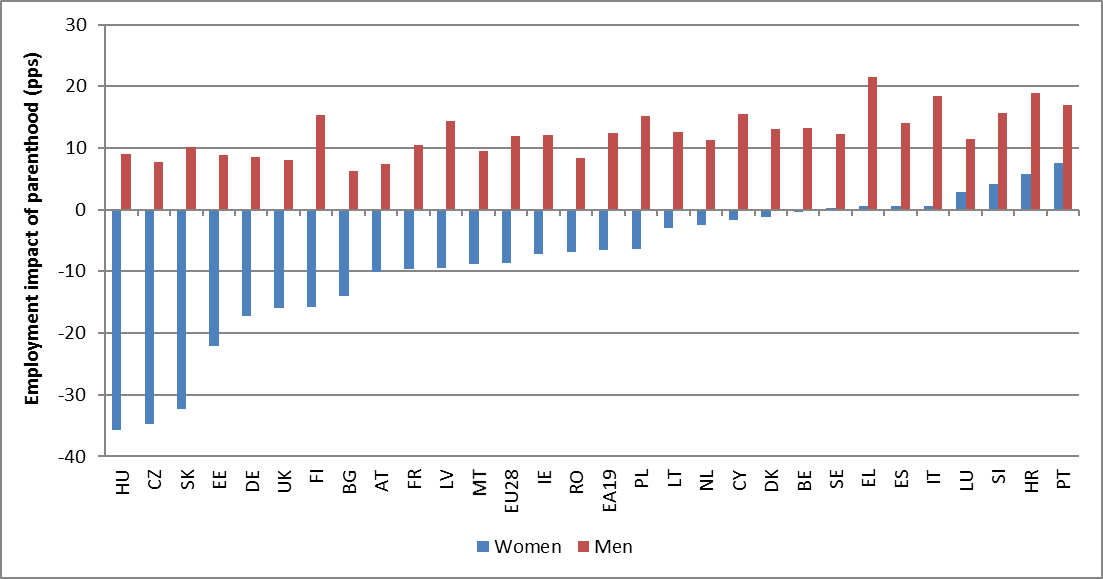 Employment impact of parenthood (pps)
30
20
10
0
-10
-20
-30
-40
HU CZ SK EE DE UK FI BG AT FR LV MT EU28 IE RO EA19 PL LT NL CY DK BE SE EL ES IT LU SI HR PT
Women Men